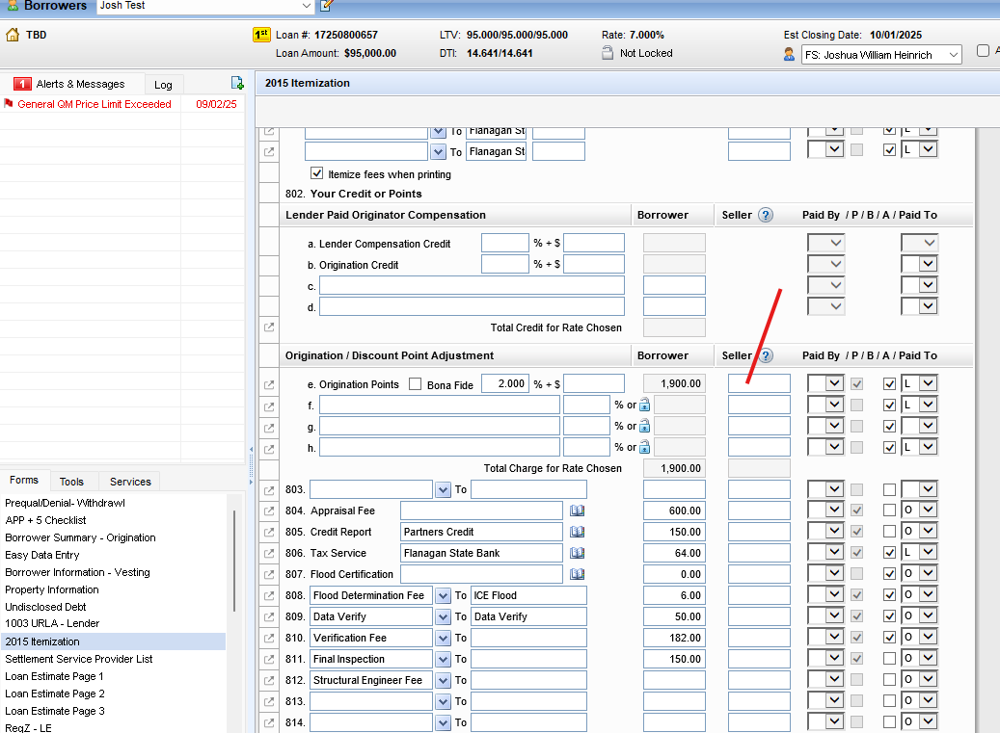 Borrowers Josh Test
TBD
1st Loan #: 17250800657 LTV: 95.000/95.000/95.000 Rate: 7.000% Est Closing Date: 10/01/2025
Loan Amount: $95,000.00 DTI: 14.641/14.641 Not Locked FS: Joshua William Heinrich
1 Alerts & Messages Log
General QM Price Limit Exceeded 09/02/25
Forms Tools Services
Prequal/Denial- Withdrawl
APP + 5 Checklist
Borrower Summary - Origination
Easy Data Entry
Borrower Information - Vesting
Property Information
Undisclosed Debt
1003 URLA - Lender
2015 Itemization
Settlement Service Provider List
Loan Estimate Page 1
Loan Estimate Page 2
Loan Estimate Page 3
RegZ - LE
2015 Itemization
To Flanagan St L
To Flanagan St L
Itemize fees when printing
802. Your Credit or Points
Lender Paid Originator Compensation Borrower Seller ? Paid By / P / B / A / Paid To
a. Lender Compensation Credit % + $
b. Origination Credit % + $
c.
d.
Total Credit for Rate Chosen
Origination / Discount Point Adjustment Borrower Seller ? Paid By / P / B / A / Paid To
e. Origination Points Bona Fide 2.000 % + $ 1,900.00 L
f. % or L
g. % or
h. % or L
Total Charge for Rate Chosen 1,900.00
803. To
804. Appraisal Fee 600.00 O
805. Credit Report Partners Credit 150.00 O
806. Tax Service Flanagan State Bank 64.00 L
807. Flood Certification 0.00 O
808. Flood Determination Fee To ICE Flood 6.00 O
809. Data Verify To Data Verify 50.00 O
810. Verification Fee To 182.00 O
811. Final Inspection To 150.00 O
812. Structural Engineer Fee To O
813. To O
814. To O